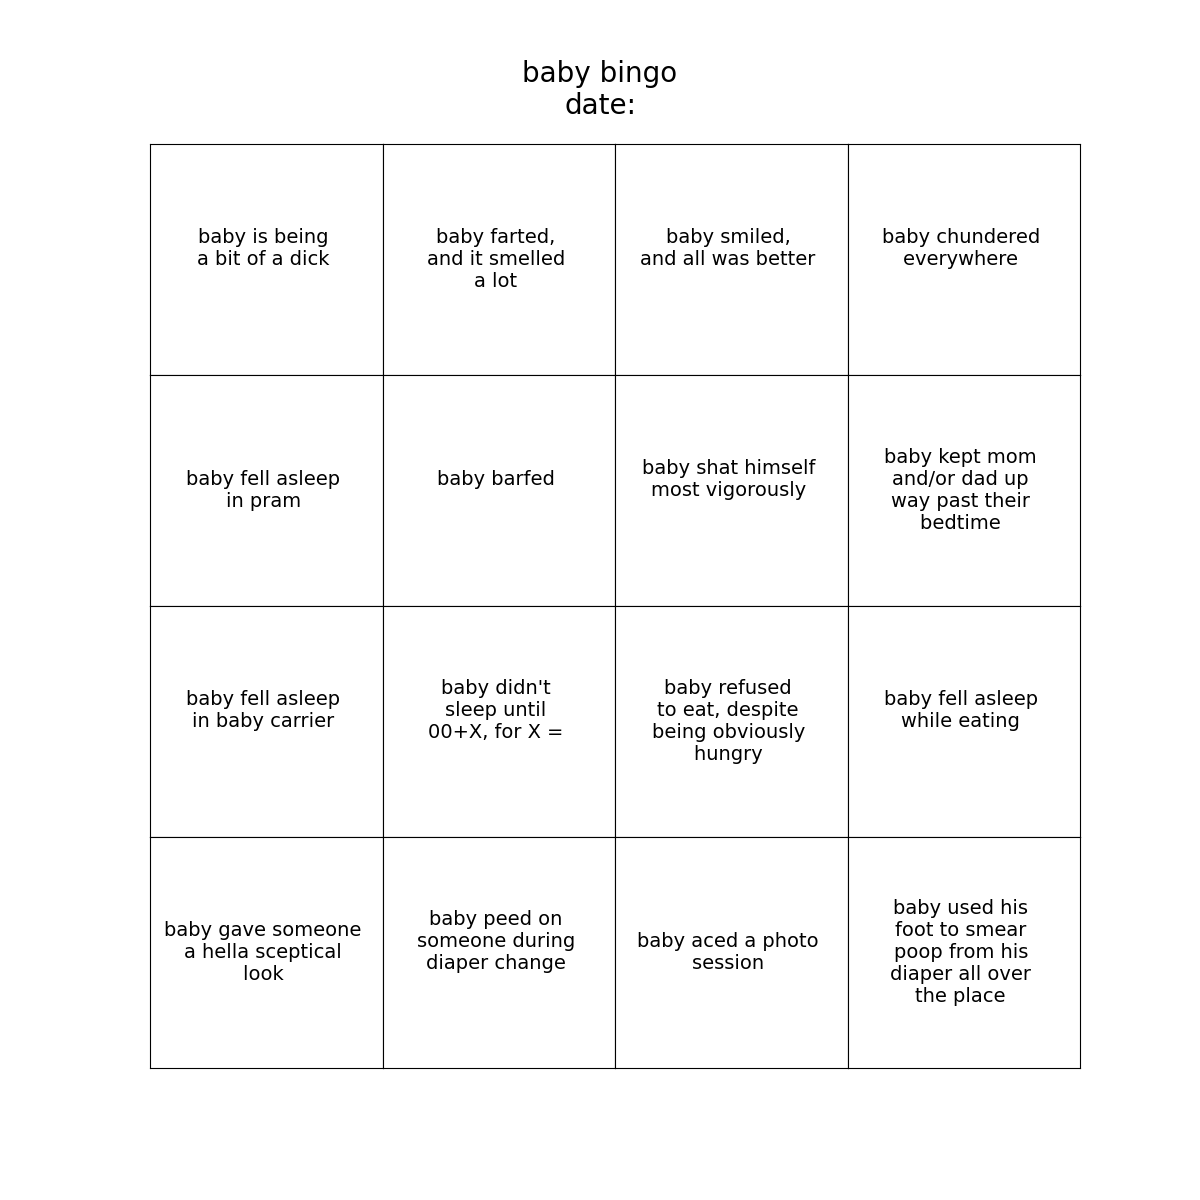 baby bingo
date:
baby is being
a bit of a dick
baby farted,
and it smelled
a lot
baby smiled,
and all was better
baby chundered
everywhere
baby fell asleep
in pram
baby barfed
baby shat himself
most vigorously
baby kept mom
and/or dad up
way past their
bedtime
baby fell asleep
in baby carrier
baby didn't
sleep until
00+X, for X =
baby refused
to eat, despite
being obviously
hungry
baby fell asleep
while eating
baby gave someone
a hella sceptical
look
baby peed on
someone during
diaper change
baby aced a photo
session
baby used his
foot to smear
poop from his
diaper all over
the place